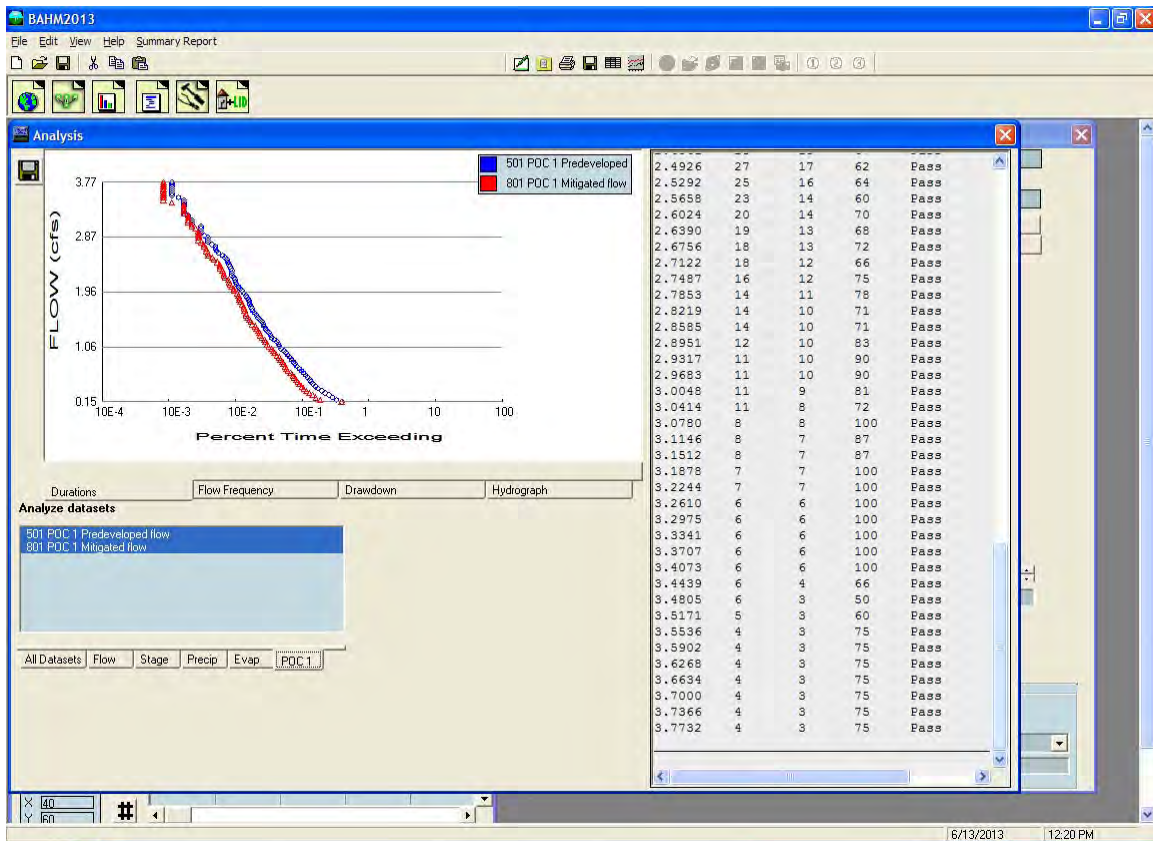 BAHM2013
File Edit View Help Summary Report
Analysis
501 POC 1 Predeveloped
801 POC 1 Mitigated flow
FLOW (cfs)
3.77
2.87
1.96
1.06
0.15
10E-4 10E-3 10E-2 10E-1 1 10 100
Percent Time Exceeding
Durations Flow Frequency Drawdown Hydrograph
Analyze datasets
501 POC 1 Predeveloped flow
801 POC 1 Mitigated flow
All Datasets Flow Stage Precip Evap POC 1
2.4926 27 17 62 Pass
2.5292 25 16 64 Pass
2.5658 23 14 60 Pass
2.6024 20 14 70 Pass
2.6390 19 13 68 Pass
2.6756 18 13 72 Pass
2.7122 18 12 66 Pass
2.7487 16 12 75 Pass
2.7853 14 11 78 Pass
2.8219 14 10 71 Pass
2.8585 14 10 71 Pass
2.8951 12 10 83 Pass
2.9317 11 10 90 Pass
2.9683 11 10 90 Pass
3.0048 11 9 81 Pass
3.0414 11 8 72 Pass
3.0780 8 8 100 Pass
3.1146 8 7 87 Pass
3.1512 8 7 87 Pass
3.1878 7 7 100 Pass
3.2244 7 7 100 Pass
3.2610 6 6 100 Pass
3.2975 6 6 100 Pass
3.3341 6 6 100 Pass
3.3707 6 6 100 Pass
3.4073 6 6 100 Pass
3.4439 6 4 66 Pass
3.4805 6 3 50 Pass
3.5171 5 3 60 Pass
3.5536 4 3 75 Pass
3.5902 4 3 75 Pass
3.6268 4 3 75 Pass
3.6634 4 3 75 Pass
3.7000 4 3 75 Pass
3.7366 4 3 75 Pass
3.7732 4 3 75 Pass
X 40
Y 60
#
6/13/2013 12:20 PM